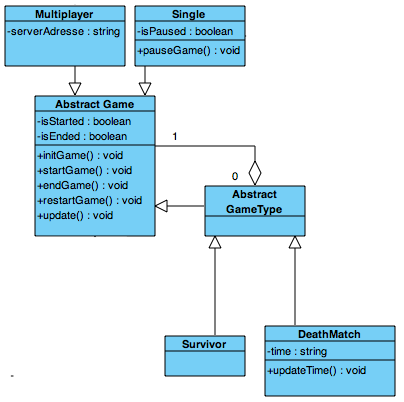 Multiplayer
-serverAdresse : string
Single
-isPaused : boolean
+pauseGame() : void
Abstract Game
-isStarted : boolean
-isEnded : boolean
+initGame() : void
+startGame() : void
+endGame() : void
+restartGame() : void
+update() : void
1
0
Abstract
GameType
Survivor
DeathMatch
-time : string
+updateTime() : void
-